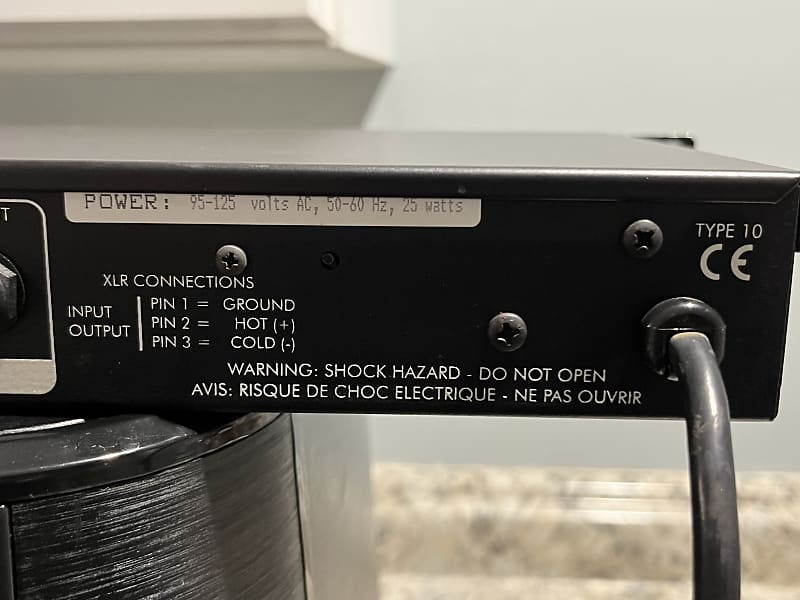 POWER: 95-125 volts AC, 50-60 Hz, 25 watts
T
TYPE 10
CE
XLR CONNECTIONS
INPUT
OUTPUT
PIN 1 = GROUND
PIN 2 = HOT (+)
PIN 3 = COLD (-)
WARNING: SHOCK HAZARD - DO NOT OPEN
AVIS: RISQUE DE CHOC ELECTRIQUE - NE PAS OUVRIR